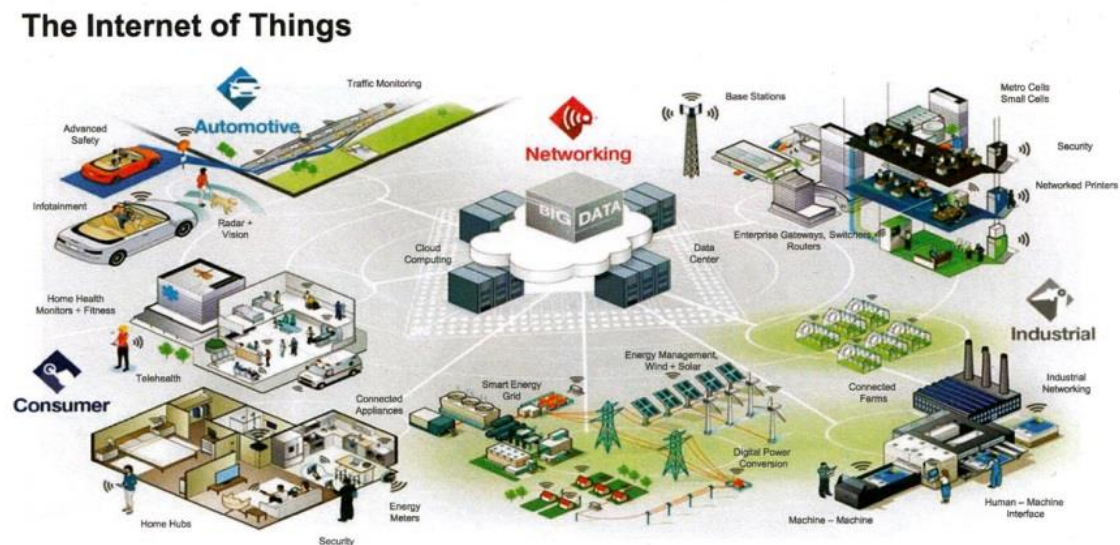 The Internet of Things
Automotive
Traffic Monitoring
Advanced
Safety
Infotainment
Radar +
Vision
Networking
Base Stations
Metro Cells
Small Cells
Security
Networked Printers
Enterprise Gateways, Switchers,
Routers
BIG DATA
Cloud
Computing
Data
Center
Home Health
Monitors + Fitness
Telehealth
Consumer
Connected
Appliances
Home Hubs
Security
Energy
Meters
Smart Energy
Grid
Energy Management,
Wind + Solar
Digital Power
Conversion
Industrial
Connected
Farms
Industrial
Networking
Machine – Machine
Human – Machine
Interface